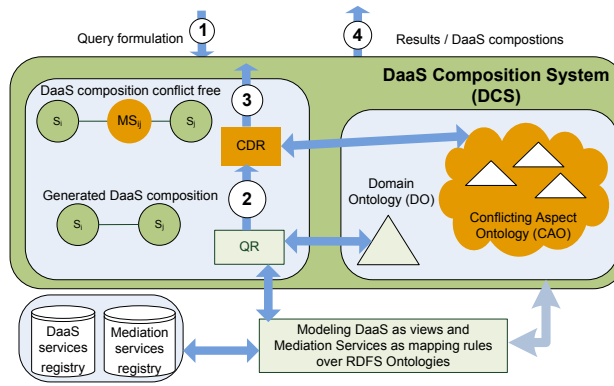 Query formulation
1
4
Results / DaaS compostions
DaaS Composition System
(DCS)
DaaS composition conflict free
3
Si
MSij
Sj
CDR
Generated DaaS composition
2
Si
Sj
QR
Domain
Ontology (DO)
Conflicting Aspect
Ontology (CAO)
DaaS
services
registry
Mediation
services
registry
Modeling DaaS as views and
Mediation Services as mapping rules
over RDFS Ontologies